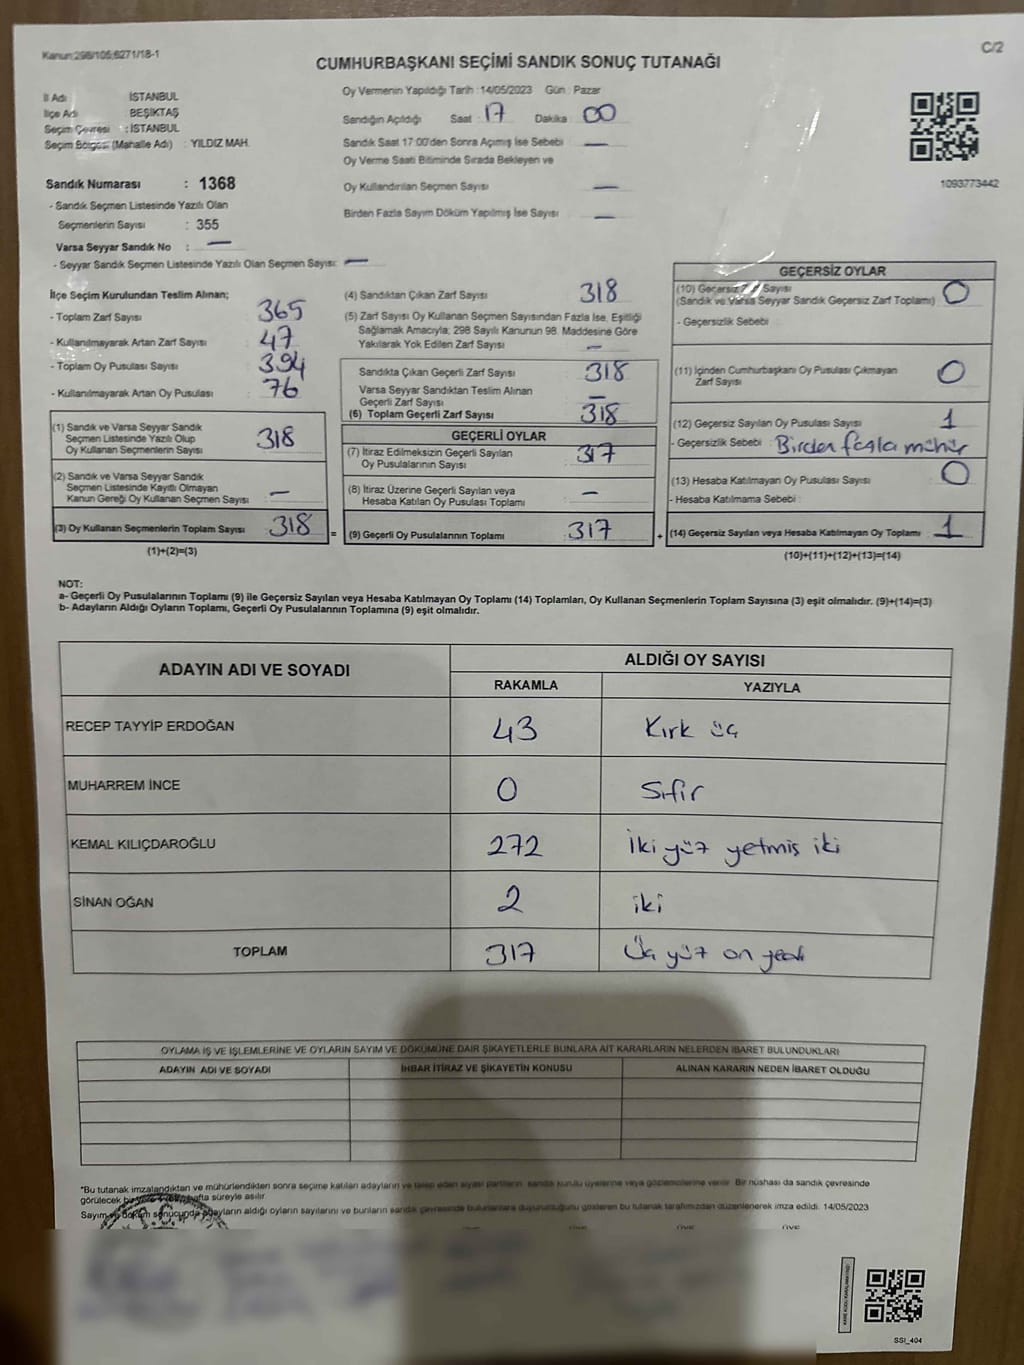 Kanun:298/105;6271/18-1
C/2
CUMHURBAŞKANI SEÇİMİ SANDIK SONUÇ TUTANAĞI
İl Adı İSTANBUL
İlçe Adı BEŞİKTAŞ
Seçim Çevresi : İSTANBUL
Seçim Bölgesi (Mahalle Adı) : YILDIZ MAH.
Sandık Numarası : 1368
- Sandık Seçmen Listesinde Yazılı Olan
Seçmenlerin Sayısı : 355
Varsa Seyyar Sandık No : —
- Seyyar Sandık Seçmen Listesinde Yazılı Olan Seçmen Sayısı: —
Oy Vermenin Yapıldığı Tarih : 14/05/2023 Gün : Pazar
Sandığın Açıldığı Saat : 17 Dakika : 00
Sandık Saat 17:00'den Sonra Açımış İse Sebebi : —
Oy Verme Saati Bitiminde Sırada Bekleyen ve
Oy Kullandırılan Seçmen Sayısı —
Birden Fazla Sayım Döküm Yapılmış İse Sayısı : —
1093773442
İlçe Seçim Kurulundan Teslim Alınan;
- Toplam Zarf Sayısı 365
- Kullanılmayarak Artan Zarf Sayısı 47
- Toplam Oy Pusulası Sayısı 394
- Kullanılmayarak Artan Oy Pusulası 76
(1) Sandık ve Varsa Seyyar Sandık
Seçmen Listesinde Yazılı Olup
Oy Kullanan Seçmenlerin Sayısı 318
(2) Sandık ve Varsa Seyyar Sandık
Seçmen Listesinde Kayıtlı Olmayan
Kanun Gereği Oy Kullanan Seçmen Sayısı —
(3) Oy Kullanan Seçmenlerin Toplam Sayısı 318 =
(1)+(2)=(3)
(4) Sandıktan Çıkan Zarf Sayısı 318
(5) Zarf Sayısı Oy Kullanan Seçmen Sayısından Fazla İse, Eşitliği
Sağlamak Amacıyla; 298 Sayılı Kanunun 98. Maddesine Göre
Yakılarak Yok Edilen Zarf Sayısı —
Sandıkta Çıkan Geçerli Zarf Sayısı 318
Varsa Seyyar Sandıktan Teslim Alınan
Geçerli Zarf Sayısı —
(6) Toplam Geçerli Zarf Sayısı 318
GEÇERLİ OYLAR
(7) İtiraz Edilmeksizin Geçerli Sayılan
Oy Pusulalarının Sayısı 317
(8) İtiraz Üzerine Geçerli Sayılan veya
Hesaba Katılan Oy Pusulası Toplamı —
(9) Geçerli Oy Pusulalarının Toplamı 317 +
GEÇERSİZ OYLAR
(10) Geçersiz Zarf Sayısı
(Sandık ve Varsa Seyyar Sandık Geçersiz Zarf Toplamı) 0
- Geçersizlik Sebebi
(11) İçinden Cumhurbaşkanı Oy Pusulası Çıkmayan
Zarf Sayısı 0
(12) Geçersiz Sayılan Oy Pusulası Sayısı 1
- Geçersizlik Sebebi : Birden fazla mühür
(13) Hesaba Katılmayan Oy Pusulası Sayısı 0
- Hesaba Katılmama Sebebi :
(14) Geçersiz Sayılan veya Hesaba Katılmayan Oy Toplamı 1
(10)+(11)+(12)+(13)=(14)
NOT:
a- Geçerli Oy Pusulalarının Toplamı (9) ile Geçersiz Sayılan veya Hesaba Katılmayan Oy Toplamı (14) Toplamları, Oy Kullanan Seçmenlerin Toplam Sayısına (3) eşit olmalıdır. (9)+(14)=(3)
b- Adayların Aldığı Oyların Toplamı, Geçerli Oy Pusulalarının Toplamına (9) eşit olmalıdır.
ADAYIN ADI VE SOYADI ALDIĞI OY SAYISI
RAKAMLA YAZIYLA
RECEP TAYYİP ERDOĞAN 43 Kırk üç
MUHARREM İNCE 0 Sıfır
KEMAL KILIÇDAROĞLU 272 İki yüz yetmiş iki
SİNAN OĞAN 2 iki
TOPLAM 317 Üç yüz on yedi
OYLAMA İŞ VE İŞLEMLERİNE VE OYLARIN SAYIM VE DÖKÜMÜNE DAİR ŞİKAYETLERLE BUNLARA AİT KARARLARIN NELERDEN İBARET BULUNDUKLARI
ADAYIN ADI VE SOYADI İHBAR İTİRAZ VE ŞİKAYETİN KONUSU ALINAN KARARIN NEDEN İBARET OLDUĞU
*Bu tutanak imzalandıktan ve mühürlendikten sonra seçime katılan adayların ve talep eden siyasi partilerin sandık kurulu üyelerine veya gözlemcilerine verilir. Bir nüshası da sandık çevresinde
görülecek bir yere hafta süreyle asılır.
Sayım ve döküm sonucunda adayların aldığı oyların sayılarını ve bunların sandık çevresinde bulunanlara duyurulduğunu gösteren bu tutanak tarafımızdan düzenlenerek imza edildi. 14/05/2023
T.C.
ÜYE ÜYE ÜYE
SSI_404